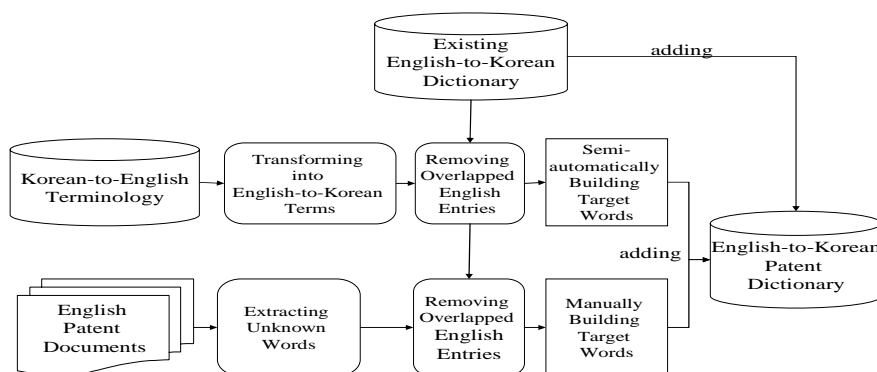 Existing
English-to-Korean
Dictionary
adding
Korean-to-English
Terminology
Transforming
into
English-to-Korean
Terms
Removing
Overlapped
English
Entries
Semi-
automatically
Building
Target
Words
English
Patent
Documents
Extracting
Unknown
Words
Removing
Overlapped
English
Entries
Manually
Building
Target
Words
adding
English-to-Korean
Patent
Dictionary